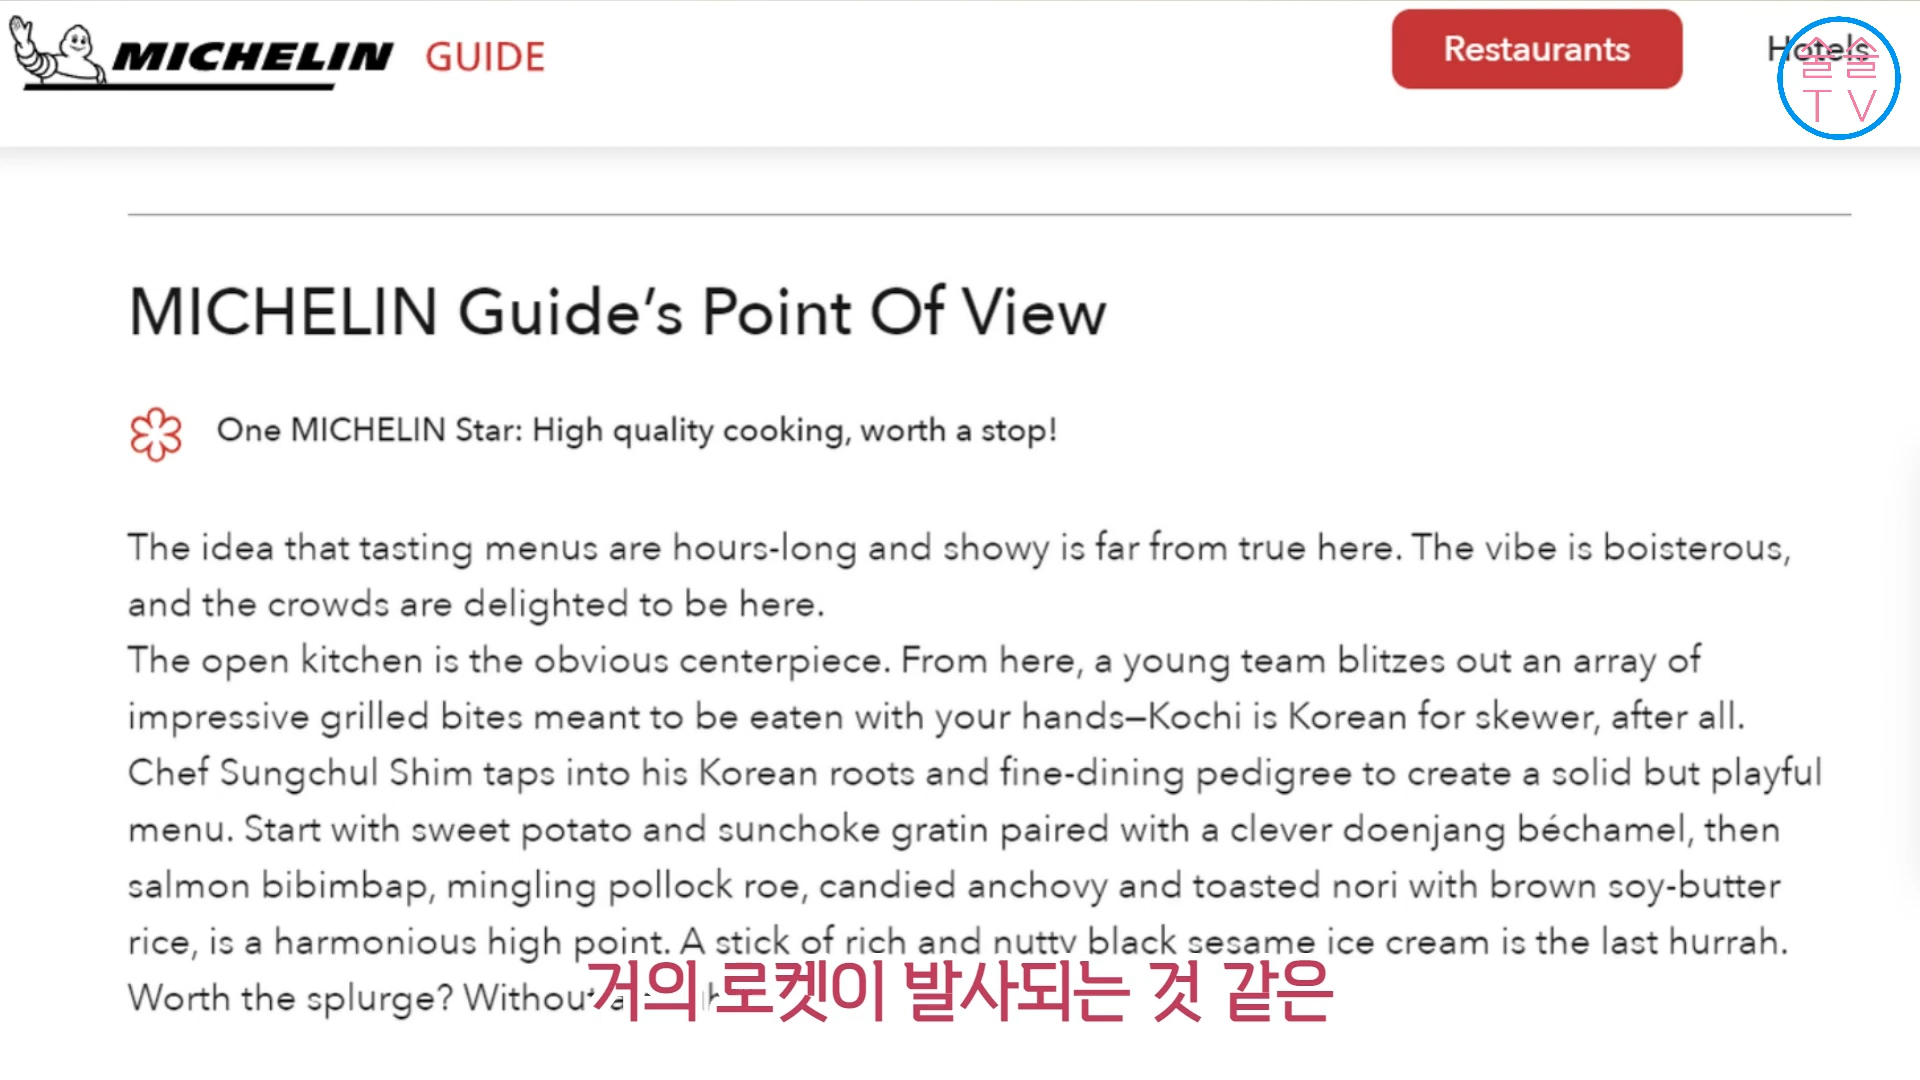 MICHELIN GUIDE
Restaurants
Hotels
쏠쏠
TV
MICHELIN Guide’s Point Of View
One MICHELIN Star: High quality cooking, worth a stop!
The idea that tasting menus are hours-long and showy is far from true here. The vibe is boisterous,
and the crowds are delighted to be here.
The open kitchen is the obvious centerpiece. From here, a young team blitzes out an array of
impressive grilled bites meant to be eaten with your hands—Kochi is Korean for skewer, after all.
Chef Sungchul Shim taps into his Korean roots and fine-dining pedigree to create a solid but playful
menu. Start with sweet potato and sunchoke gratin paired with a clever doenjang béchamel, then
salmon bibimbap, mingling pollock roe, candied anchovy and toasted nori with brown soy-butter
rice, is a harmonious high point. A stick of rich and nutty black sesame ice cream is the last hurrah.
Worth the splurge? Without
거의 로켓이 발사되는 것 같은